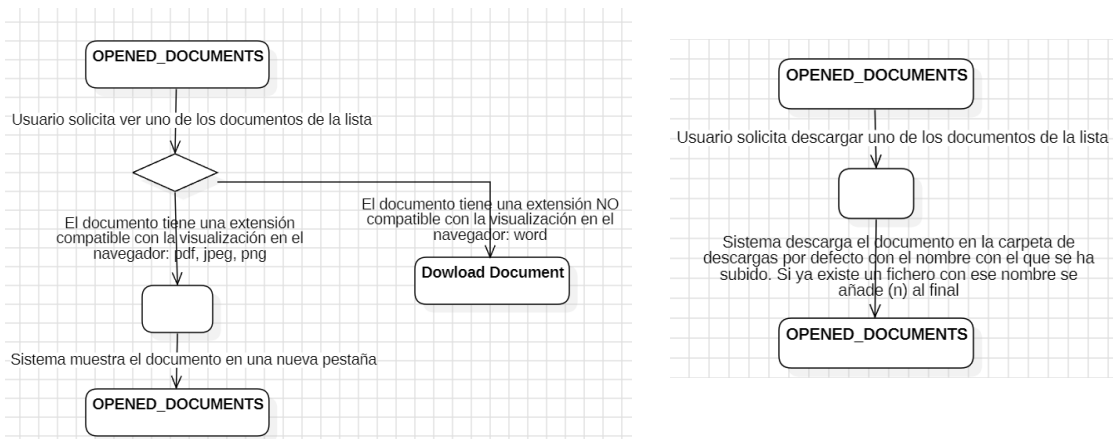 OPENED_DOCUMENTS
Usuario solicita ver uno de los documentos de la lista
El documento tiene una extensión
compatible con la visualización en el
navegador: pdf, jpeg, png
El documento tiene una extensión NO
compatible con la visualización en el
navegador: word
Dowload Document
Sistema muestra el documento en una nueva pestaña
OPENED_DOCUMENTS
OPENED_DOCUMENTS
Usuario solicita descargar uno de los documentos de la lista
Sistema descarga el documento en la carpeta de
descargas por defecto con el nombre con el que se ha
subido. Si ya existe un fichero con ese nombre se
añade (n) al final
OPENED_DOCUMENTS